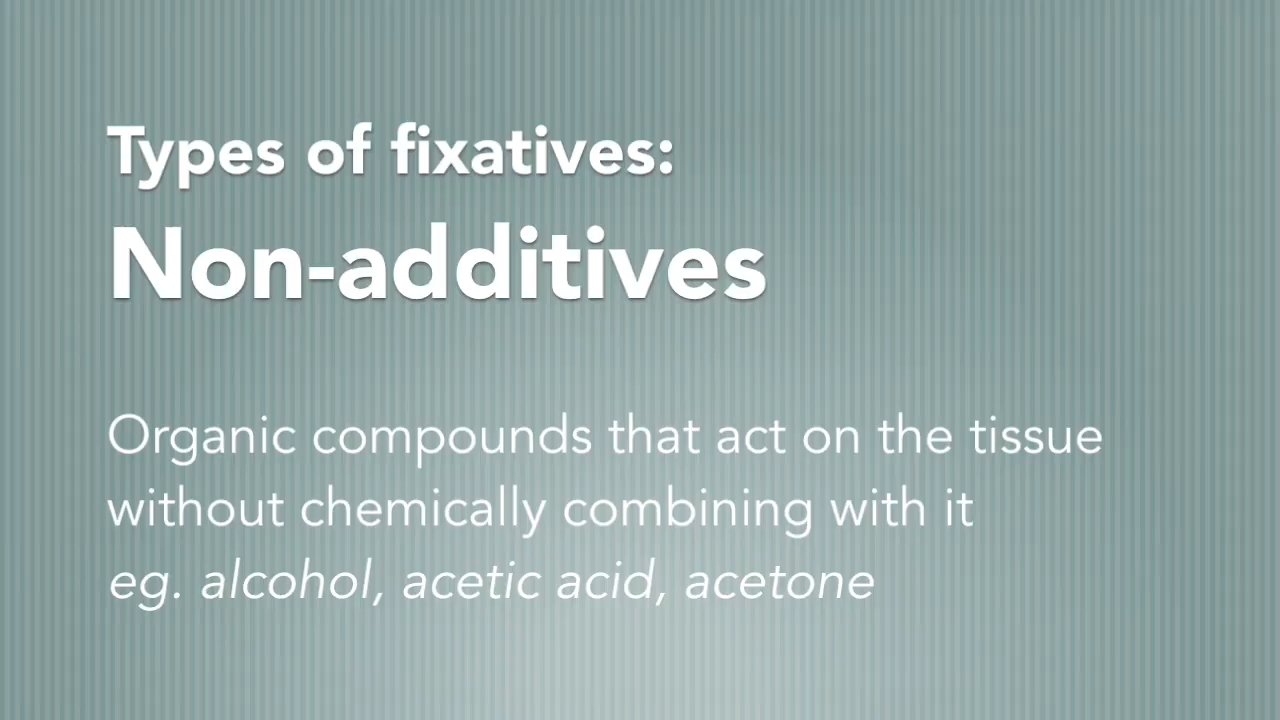 Types of fixatives:
Non-additives
Organic compounds that act on the tissue
without chemically combining with it
eg. alcohol, acetic acid, acetone